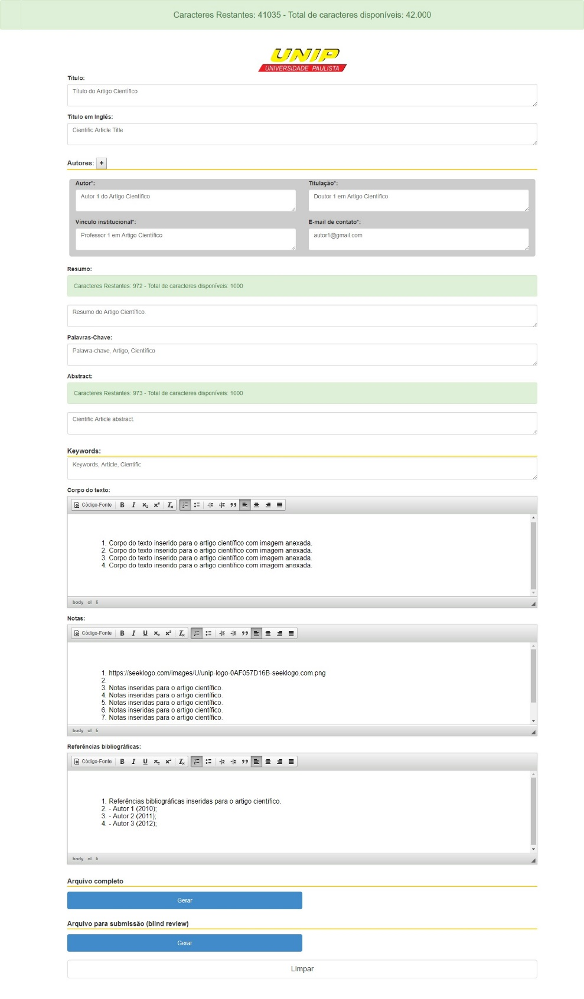 Caracteres Restantes: 41035 - Total de caracteres disponíveis: 42.000
UNIP
UNIVERSIDADE PAULISTA
Título:
Título do Artigo Científico
Título em Inglês:
Cientific Article Title
Autores: +
Autor*: Titulação*:
Autor 1 do Artigo Científico Doutor 1 em Artigo Científico
Vínculo institucional*: E-mail de contato*:
Professor 1 em Artigo Científico autor1@gmail.com
Resumo:
Caracteres Restantes: 972 - Total de caracteres disponíveis: 1000
Resumo do Artigo Científico.
Palavras-Chave:
Palavra-chave, Artigo, Científico
Abstract:
Caracteres Restantes: 973 - Total de caracteres disponíveis: 1000
Cientific Article abstract.
Keywords:
Keywords, Article, Cientific
Corpo do texto:
Código-Fonte B I x₂ x² Tx
1. Corpo do texto inserido para o artigo científico com imagem anexada.
2. Corpo do texto inserido para o artigo científico com imagem anexada.
3. Corpo do texto inserido para o artigo científico com imagem anexada.
4. Corpo do texto inserido para o artigo científico com imagem anexada.
body ol li
Notas:
Código-Fonte B I U x₂ x² Tx
1. https://seeklogo.com/images/U/unip-logo-0AF057D16B-seeklogo.com.png
2.
3. Notas inseridas para o artigo científico.
4. Notas inseridas para o artigo científico.
5. Notas inseridas para o artigo científico.
6. Notas inseridas para o artigo científico.
7. Notas inseridas para o artigo científico.
body ol li
Referências bibliográficas:
Código-Fonte B I U x₂ x² Tx
1. Referências bibliográficas inseridas para o artigo científico.
2. - Autor 1 (2010);
3. - Autor 2 (2011);
4. - Autor 3 (2012);
body ol li
Arquivo completo
Gerar
Arquivo para submissão (blind review)
Gerar
Limpar